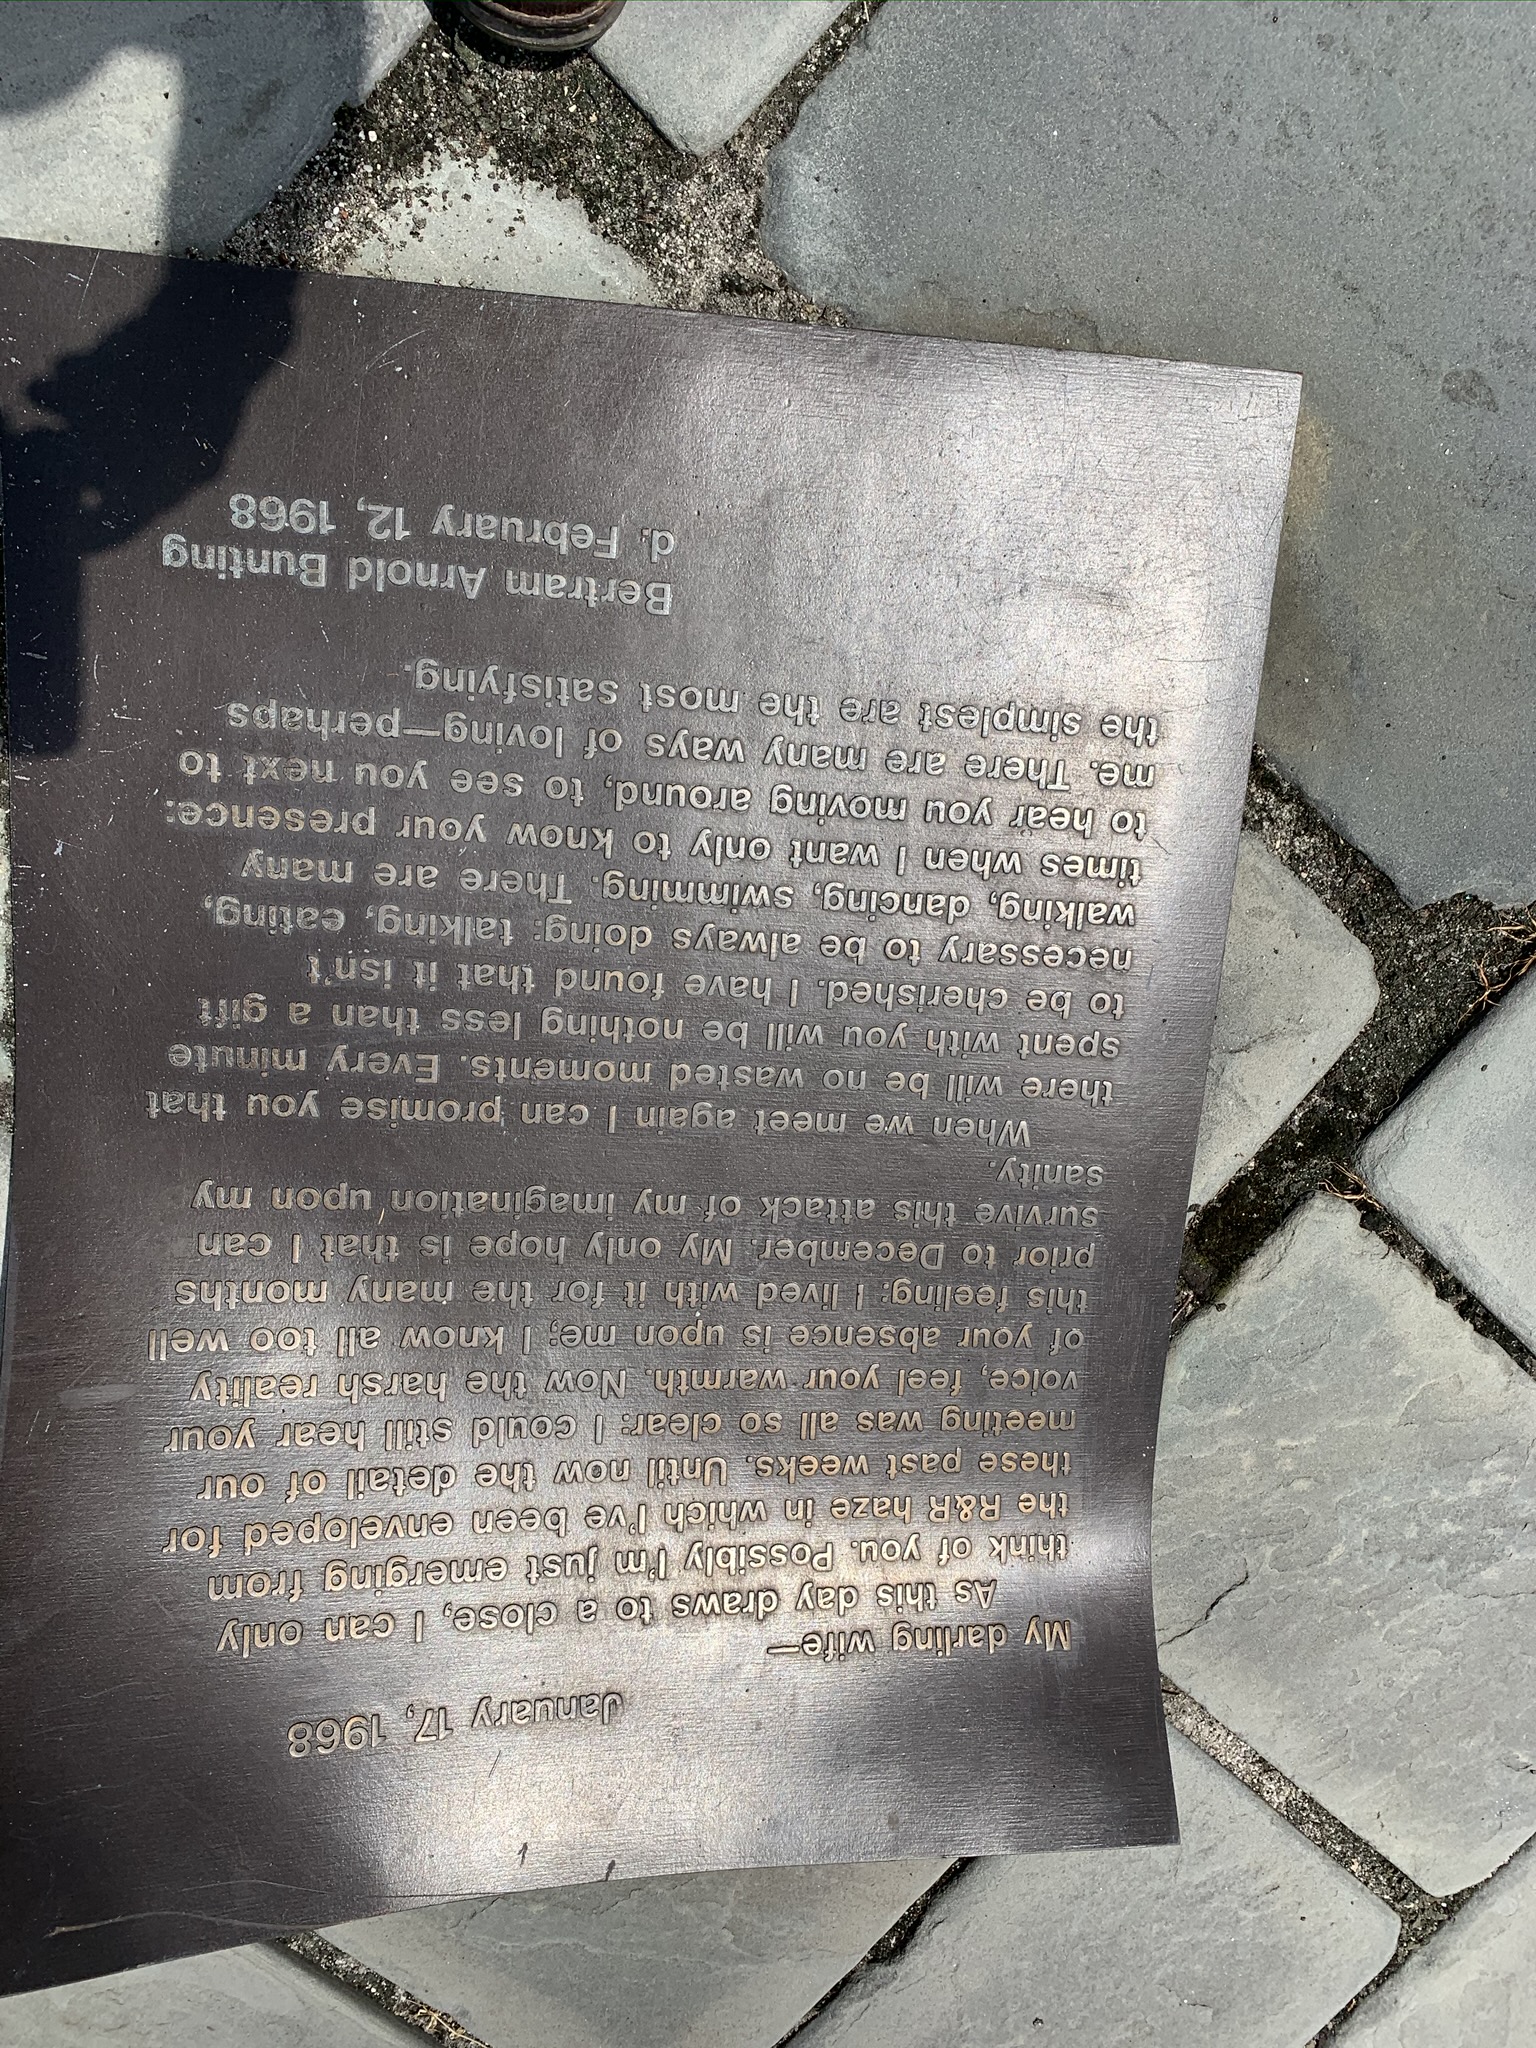 January 17, 1968
My darling wife—
As this day draws to a close, I can only
think of you. Possibly I'm just emerging from
the R&R haze in which I've been enveloped for
these past weeks. Until now the detail of our
meeting was all so clear: I could still hear your
voice, feel your warmth. Now the harsh reality
of your absence is upon me; I know all too well
this feeling: I lived with it for the many months
prior to December. My only hope is that I can
survive this attack of my imagination upon my
sanity.
When we meet again I can promise you that
there will be no wasted moments. Every minute
spent with you will be nothing less than a gift
to be cherished. I have found that it isn't
necessary to be always doing: talking, eating,
walking, dancing, swimming. There are many
times when I want only to know your presence:
to hear you moving around, to see you next to
me. There are many ways of loving—perhaps
the simplest are the most satisfying.
Bertram Arnold Bunting
d. February 12, 1968